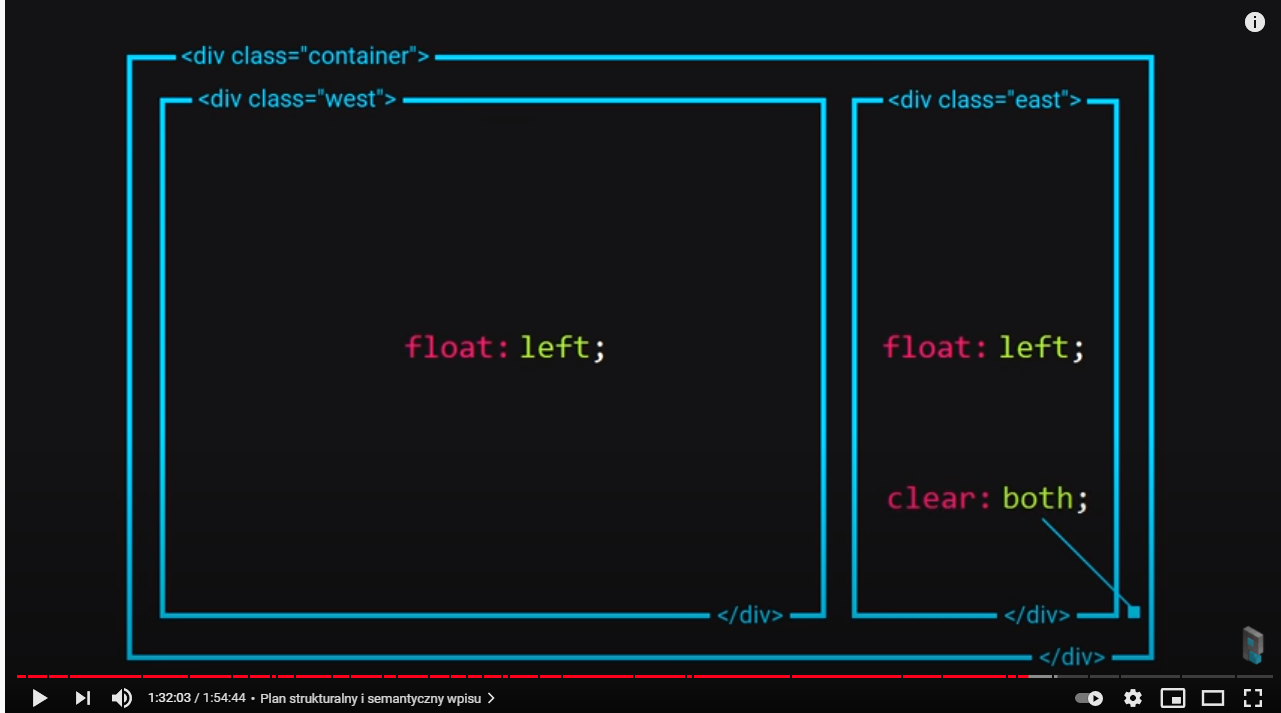 <div class="container">
<div class="west">
<div class="east">
float: left;
float: left;
clear: both;
</div>
</div>
</div>
1:32:03 / 1:54:44 • Plan strukturalny i semantyczny wpisu >